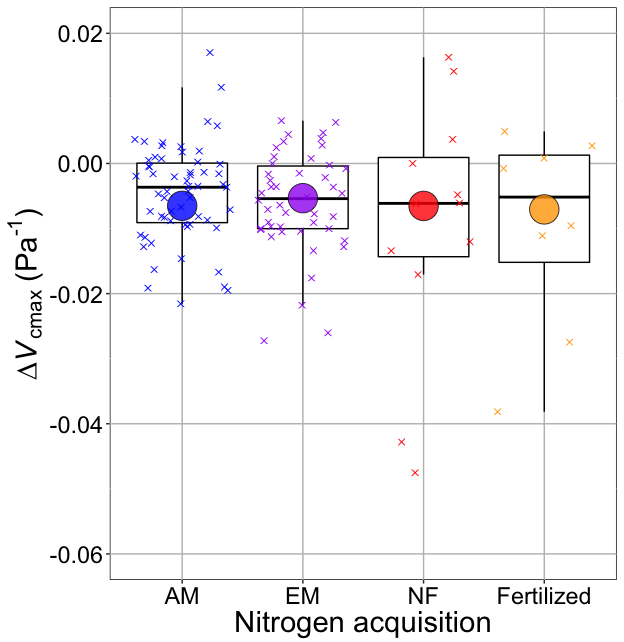 0.02
0.00
-0.02
-0.04
-0.06
ΔVcmax (Pa-1)
AM EM NF Fertilized
Nitrogen acquisition